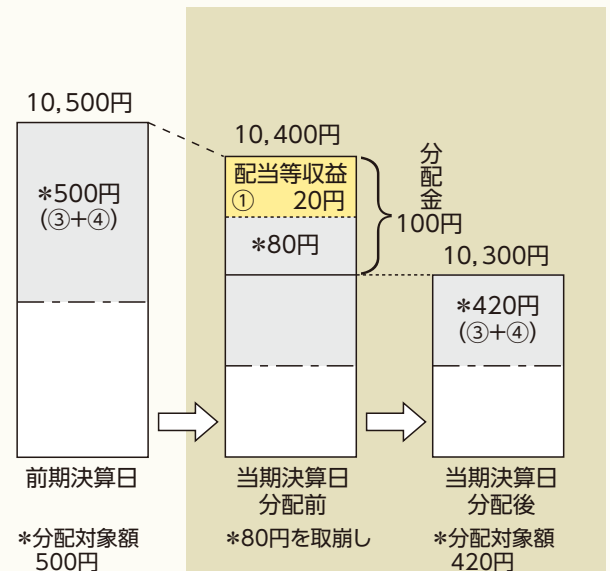 10,500円
*500円
(③+④)
前期決算日
*分配対象額
500円
10,400円
配当等収益
① 20円
*80円
分配金
100円
当期決算日
分配前
*80円を取崩し
10,300円
*420円
(③+④)
当期決算日
分配後
*分配対象額
420円